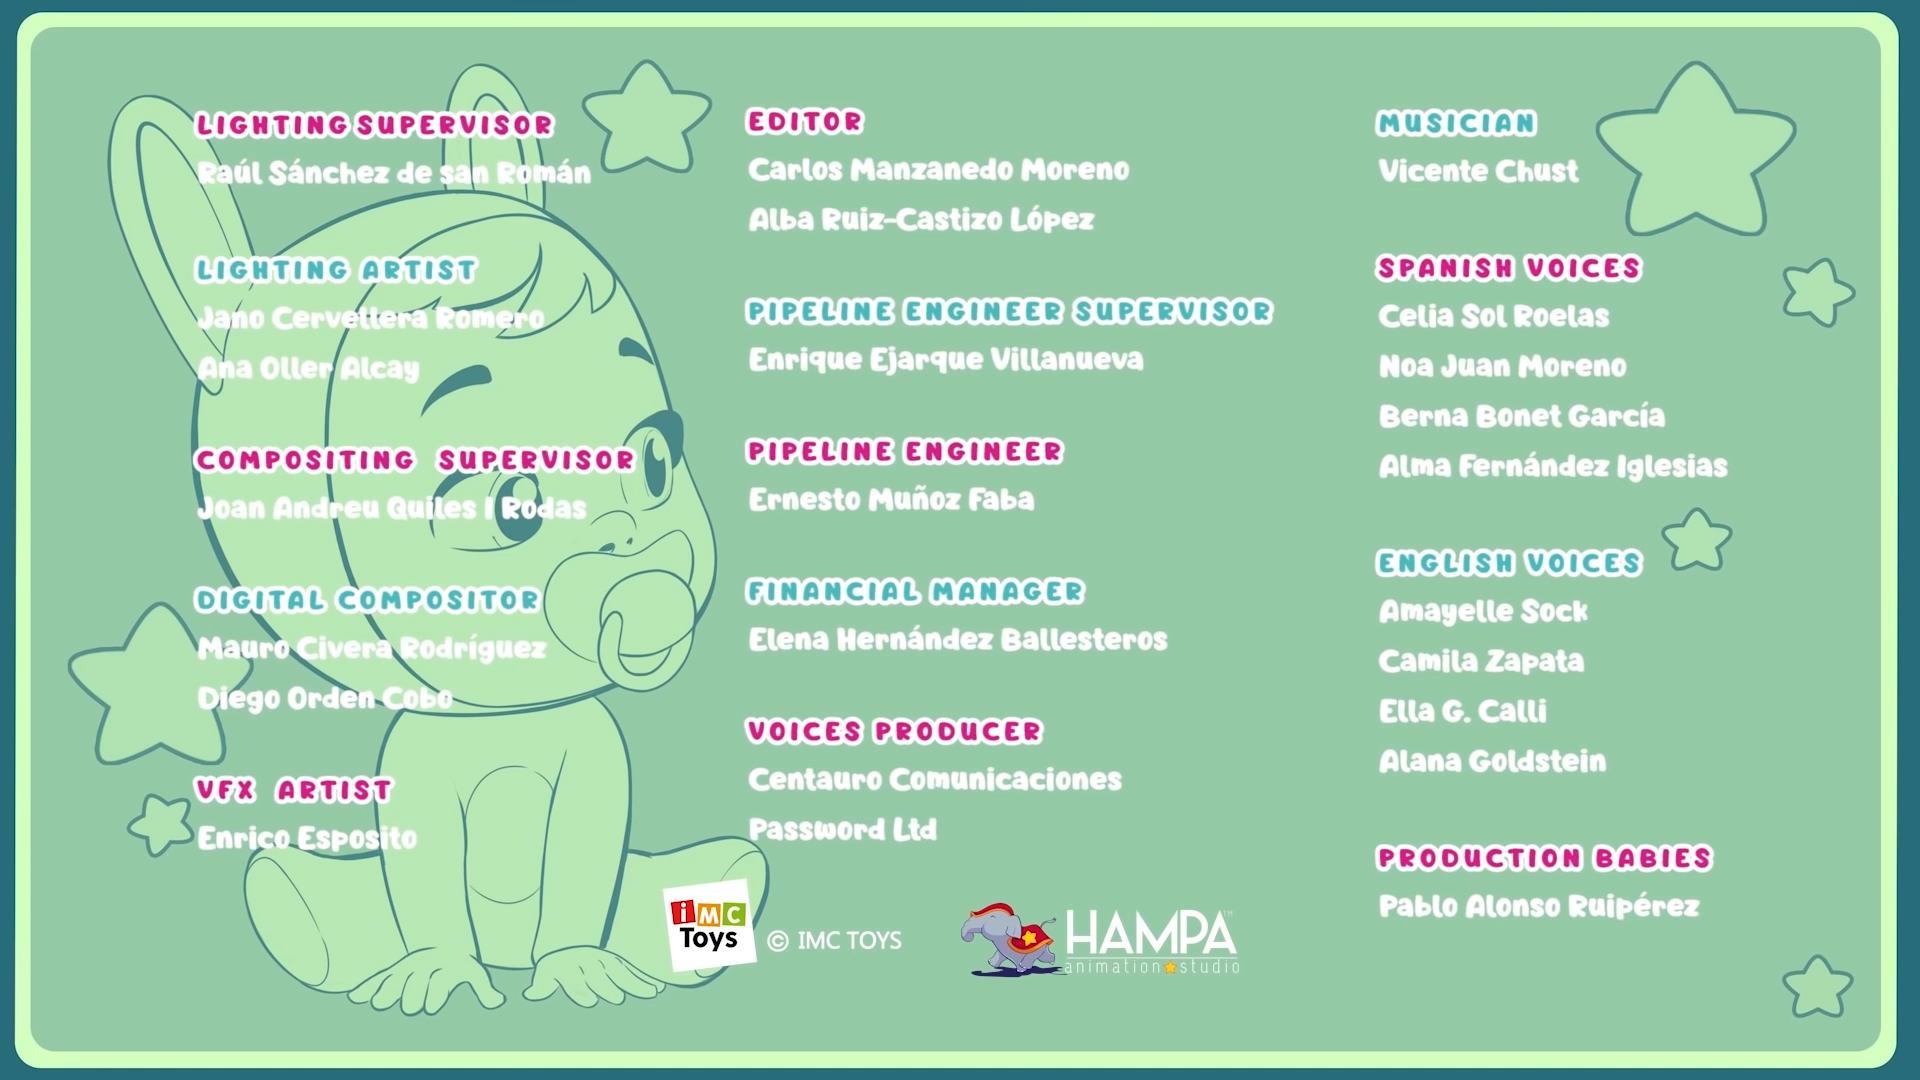 LIGHTING SUPERVISOR
Raúl Sánchez de san Román
LIGHTING ARTIST
Jano Cervellera Romero
Ana Oller Alcay
COMPOSITING SUPERVISOR
Joan Andreu Quiles I Rodas
DIGITAL COMPOSITOR
Mauro Civera Rodríguez
Diego Orden Cobo
VFX ARTIST
Enrico Esposito
EDITOR
Carlos Manzanedo Moreno
Alba Ruiz-Castizo López
PIPELINE ENGINEER SUPERVISOR
Enrique Ejarque Villanueva
PIPELINE ENGINEER
Ernesto Muñoz Faba
FINANCIAL MANAGER
Elena Hernández Ballesteros
VOICES PRODUCER
Centauro Comunicaciones
Password Ltd
MUSICIAN
Vicente Chust
SPANISH VOICES
Celia Sol Roelas
Noa Juan Moreno
Berna Bonet García
Alma Fernández Iglesias
ENGLISH VOICES
Amayelle Sock
Camila Zapata
Ella G. Calli
Alana Goldstein
PRODUCTION BABIES
Pablo Alonso Ruipérez
iMC
Toys
© IMC TOYS
HAMPA™
animation studio